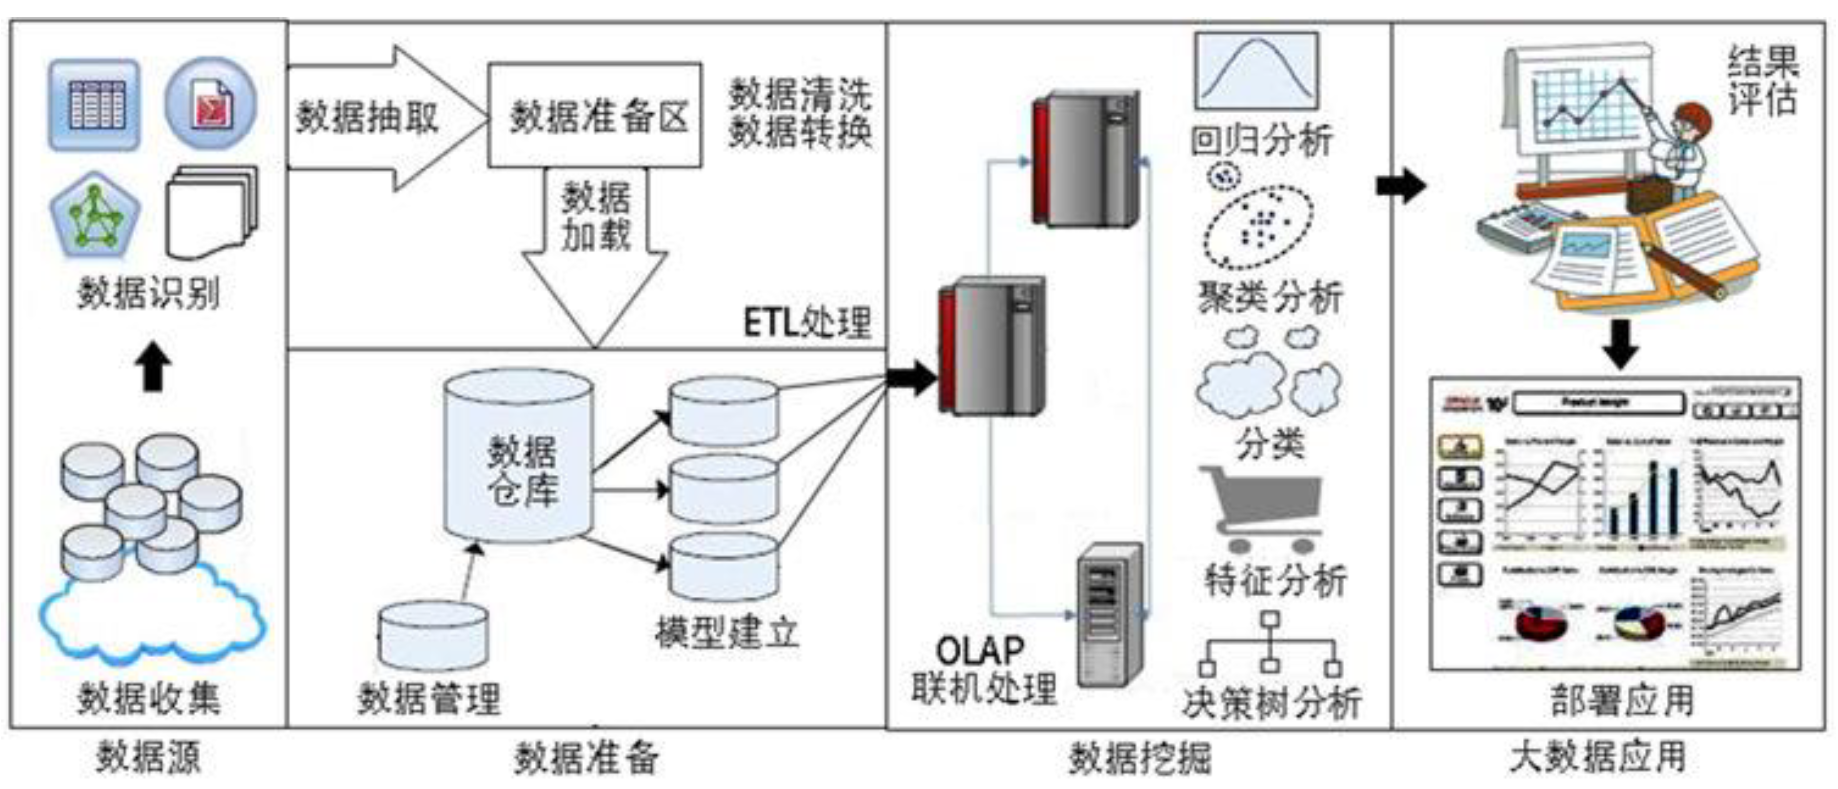 数据识别
数据收集
数据源
数据抽取
数据准备区
数据清洗
数据转换
数据
加载
ETL处理
数据
仓库
模型建立
数据管理
数据准备
OLAP
联机处理
回归分析
聚类分析
分类
特征分析
决策树分析
数据挖掘
结果
评估
部署应用
大数据应用